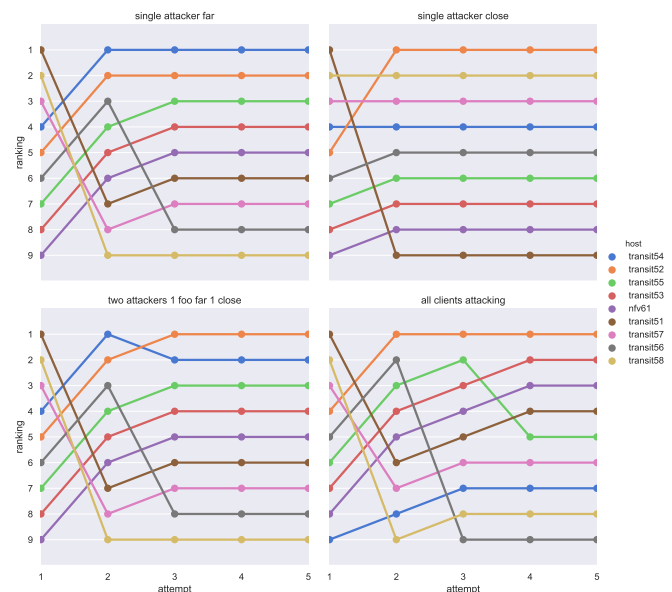 single attacker far
single attacker close
1
2
3
4
5
6
7
8
9
ranking
host
transit54
transit52
transit55
transit53
nfv61
transit51
transit57
transit56
transit58
two attackers 1 foo far 1 close
all clients attacking
1
2
3
4
5
6
7
8
9
ranking
1 2 3 4 5
1 2 3 4 5
attempt
attempt